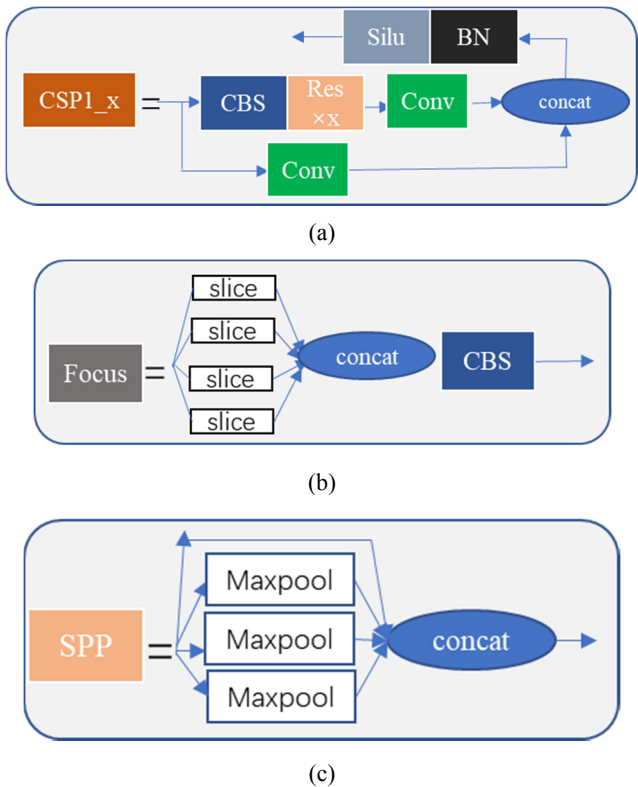 Silu BN
CSP1_x = CBS Res ×x Conv concat
Conv
(a)
slice
slice
Focus = concat CBS
slice
slice
(b)
Maxpool
SPP = Maxpool concat
Maxpool
(c)